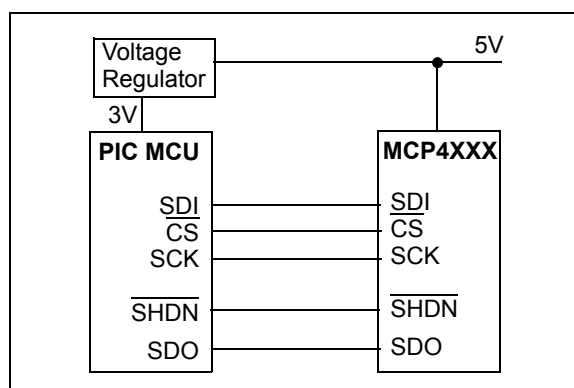 Voltage
Regulator
5V
3V
PIC MCU
MCP4XXX
SDI
SDI
CS
CS
SCK
SCK
SHDN
SHDN
SDO
SDO